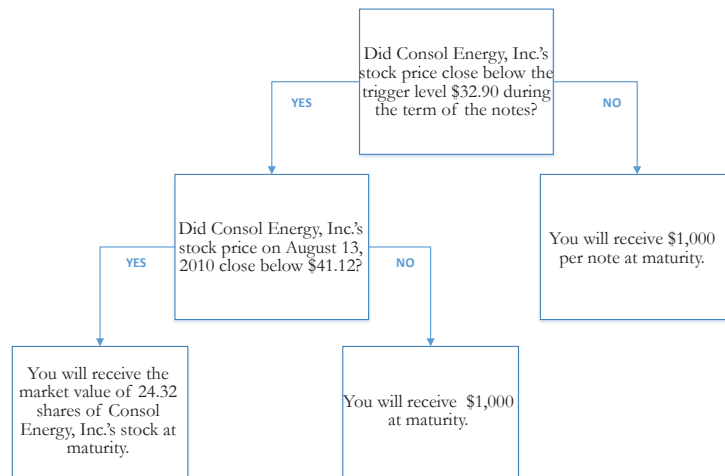 Did Consol Energy, Inc.'s
stock price close below the
trigger level $32.90 during
the term of the notes?
YES
NO
Did Consol Energy, Inc.'s
stock price on August 13,
2010 close below $41.12?
You will receive $1,000
per note at maturity.
YES
NO
You will receive the
market value of 24.32
shares of Consol
Energy, Inc.'s stock at
maturity.
You will receive $1,000
at maturity.